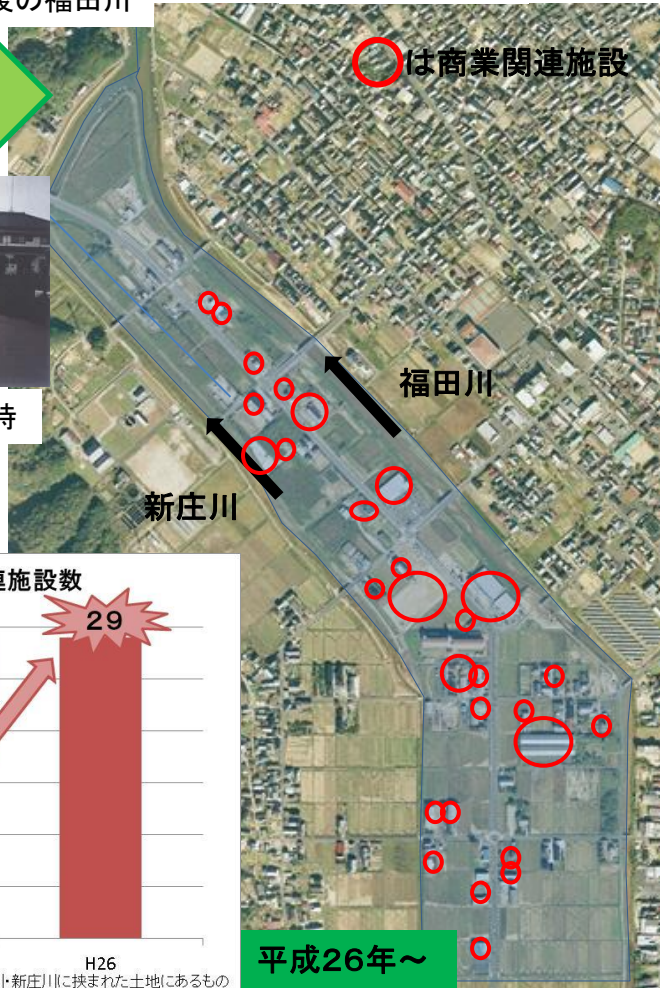 後の福田川
は商業関連施設
福田川
時
新庄川
連施設数
29
H26
川・新庄川に挟まれた土地にあるもの
平成26年～